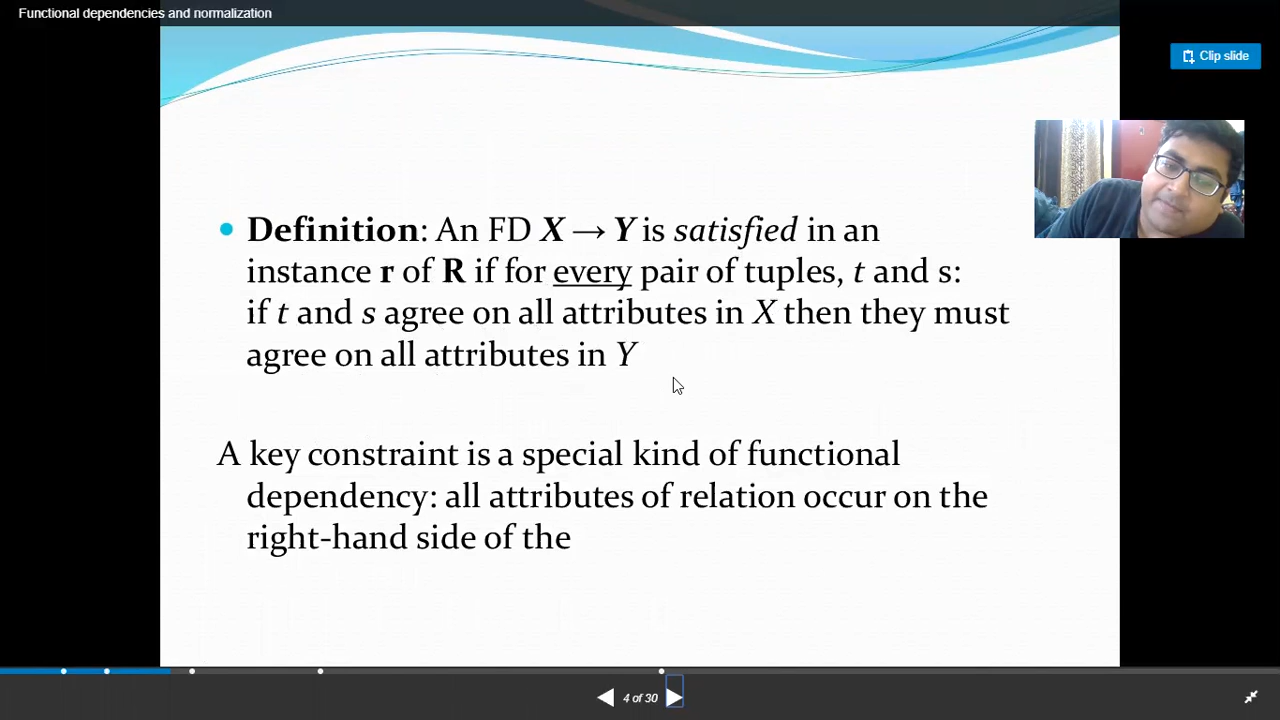 Functional dependencies and normalization
Clip slide
• Definition: An FD X → Y is satisfied in an
instance r of R if for every pair of tuples, t and s:
if t and s agree on all attributes in X then they must
agree on all attributes in Y
A key constraint is a special kind of functional
dependency: all attributes of relation occur on the
right-hand side of the
4 of 30